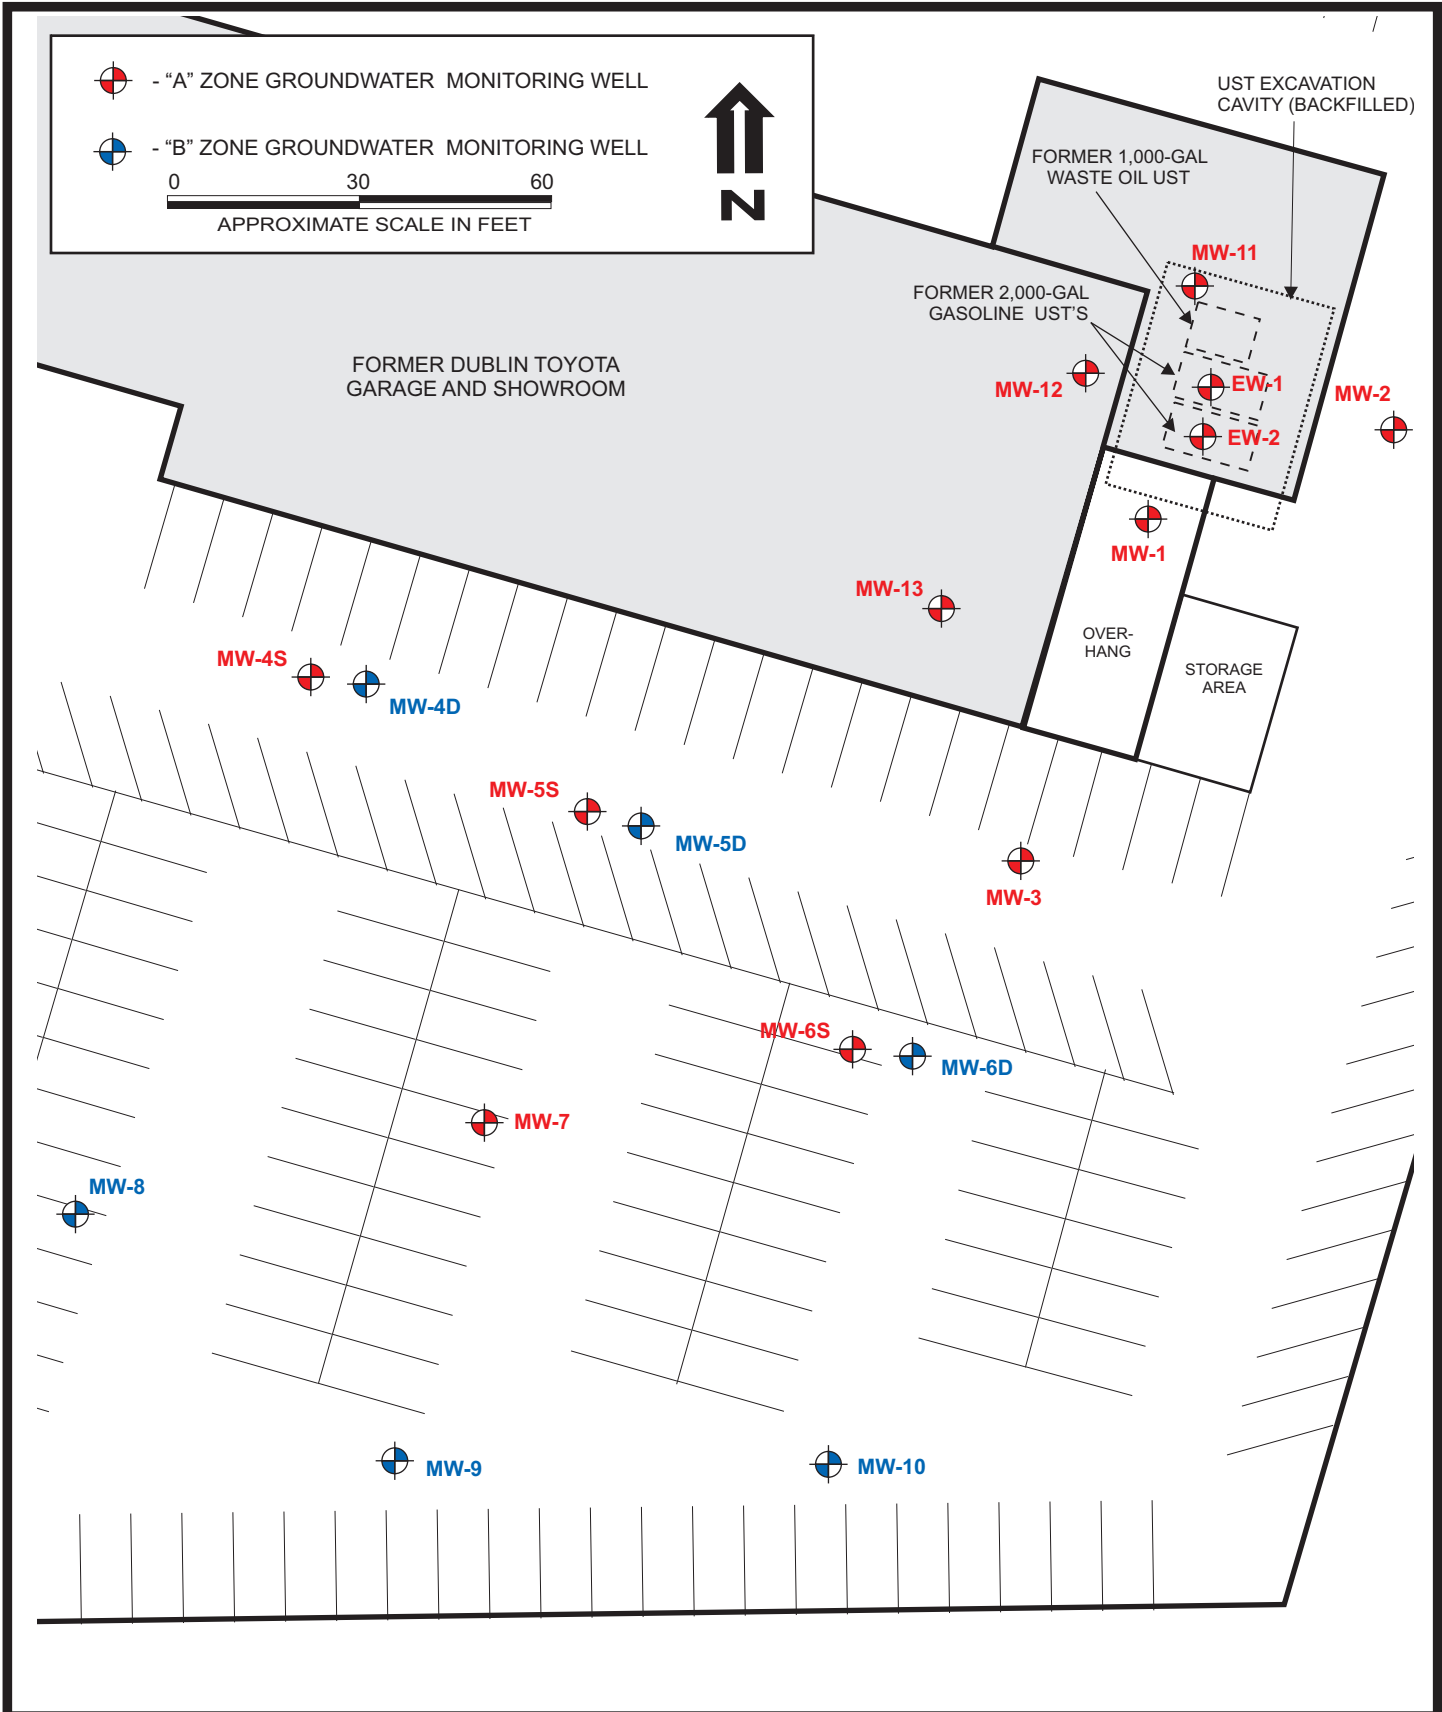 - “A” ZONE GROUNDWATER MONITORING WELL
- “B” ZONE GROUNDWATER MONITORING WELL
0 30 60
APPROXIMATE SCALE IN FEET
N
UST EXCAVATION
CAVITY (BACKFILLED)
FORMER 1,000-GAL
WASTE OIL UST
MW-11
FORMER 2,000-GAL
GASOLINE UST'S
FORMER DUBLIN TOYOTA
GARAGE AND SHOWROOM
MW-12
EW-1
MW-2
EW-2
MW-1
MW-13
OVER-
HANG
STORAGE
AREA
MW-4S
MW-4D
MW-5S
MW-5D
MW-3
MW-6S
MW-6D
MW-7
MW-8
MW-9
MW-10